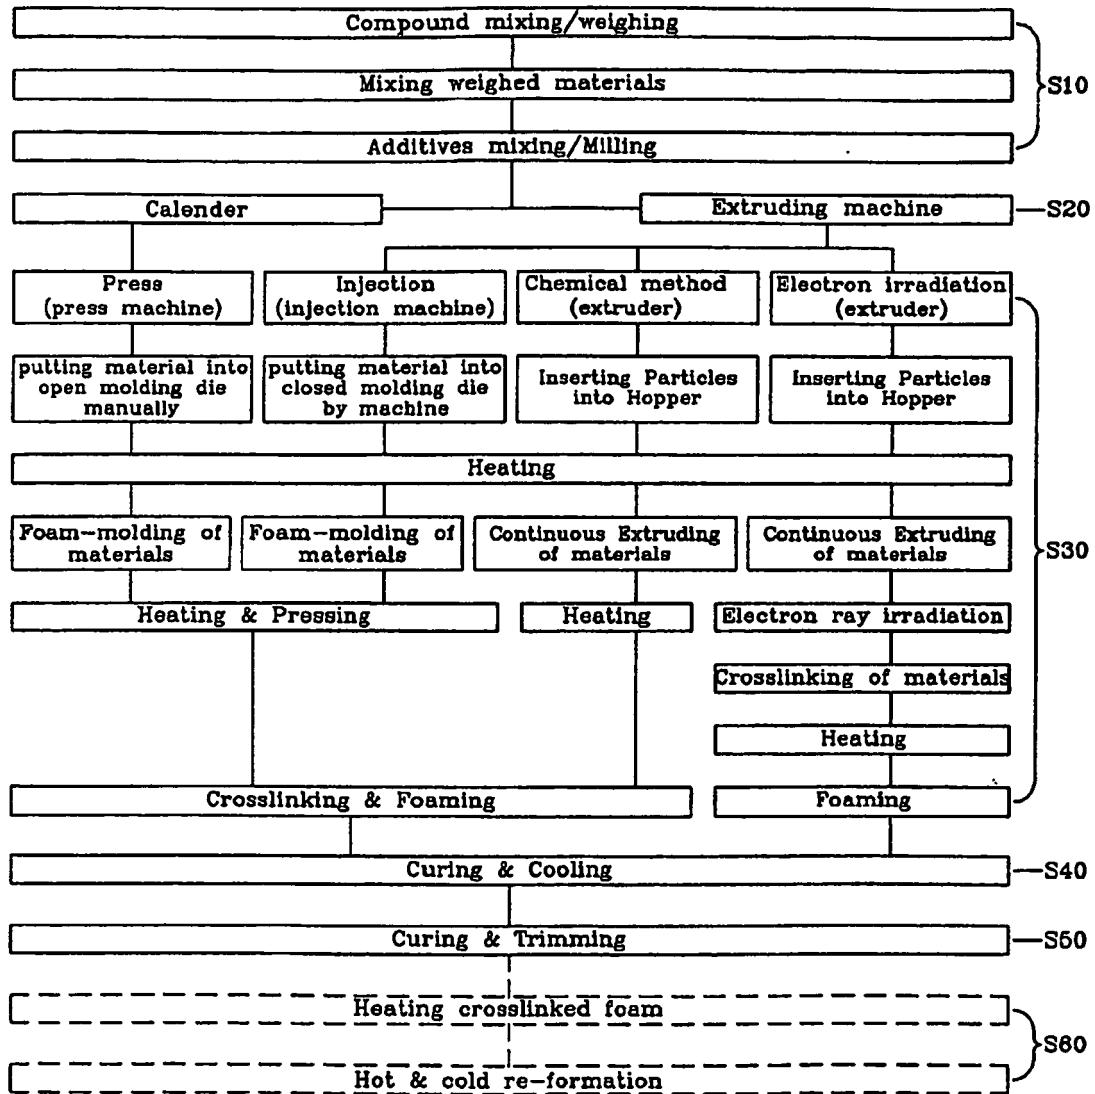 Compound mixing/weighing
Mixing weighed materials
S10
Additives mixing/Milling
Calender
Extruding machine
S20
Press
(press machine)
Injection
(injection machine)
Chemical method
(extruder)
Electron irradiation
(extruder)
putting material into
open molding die
manually
putting material into
closed molding die
by machine
Inserting Particles
into Hopper
Inserting Particles
into Hopper
Heating
Foam-molding of
materials
Foam-molding of
materials
Continuous Extruding
of materials
Continuous Extruding
of materials
S30
Heating & Pressing
Heating
Electron ray irradiation
Crosslinking of materials
Heating
Crosslinking & Foaming
Foaming
Curing & Cooling
S40
Curing & Trimming
S50
Heating crosslinked foam
S60
Hot & cold re-formation